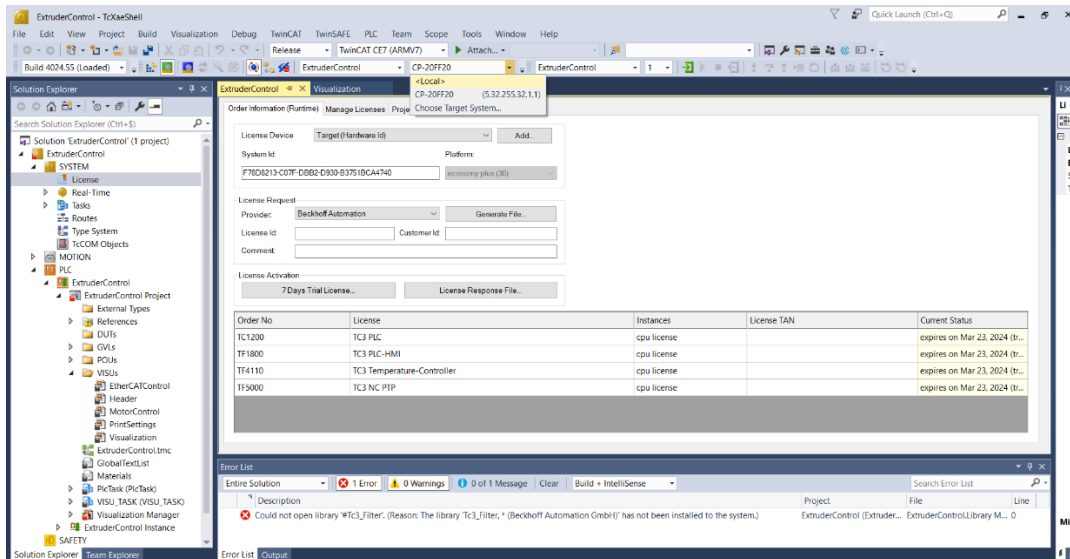 ExtruderControl - TcXaeShell
Quick Launch (Ctrl+Q)
File Edit View Project Build Visualization Debug TwinCAT TwinSAFE PLC Team Scope Tools Window Help
Release TwinCAT CE7 (ARMV7) Attach...
Build 4024.55 (Loaded) ExtruderControl CP-20FF20 ExtruderControl 1
<Local>
CP-20FF20 (5.32.255.32.1.1)
Choose Target System...
Solution Explorer
Search Solution Explorer (Ctrl+$)
Solution 'ExtruderControl' (1 project)
ExtruderControl
SYSTEM
License
Real-Time
Tasks
Routes
Type System
TcCOM Objects
MOTION
PLC
ExtruderControl
ExtruderControl Project
External Types
References
DUTs
GVLs
POUs
VISUs
EtherCATControl
Header
MotorControl
PrintSettings
Visualization
ExtruderControl.tmc
GlobalTextList
Materials
PlcTask (PlcTask)
VISU_TASK (VISU_TASK)
Visualization Manager
ExtruderControl Instance
SAFETY
Solution Explorer Team Explorer
ExtruderControl Visualization
Order Information (Runtime) Manage Licenses Proje
License Device Target (Hardware Id) Add...
System Id: Platform:
F78D8213-C07F-DBB2-D930-B3751BCA4740 economy plus (30)
License Request
Provider: Beckhoff Automation Generate File...
License Id: Customer Id:
Comment:
License Activation
7 Days Trial License... License Response File...
Order No License Instances License TAN Current Status
TC1200 TC3 PLC cpu license expires on Mar 23, 2024 (tr...
TF1800 TC3 PLC-HMI cpu license expires on Mar 23, 2024 (tr...
TF4110 TC3 Temperature-Controller cpu license expires on Mar 23, 2024 (tr...
TF5000 TC3 NC PTP cpu license expires on Mar 23, 2024 (tr...
Error List
Entire Solution 1 Error 0 Warnings 0 of 1 Message Clear Build + IntelliSense Search Error List
Description Project File Line
Could not open library '#Tc3_Filter'. (Reason: The library 'Tc3_Filter, * (Beckhoff Automation GmbH)' has not been installed to the system.) ExtruderControl (Extruder... ExtruderControl.Library M... 0
Error List Output
Li
Mi